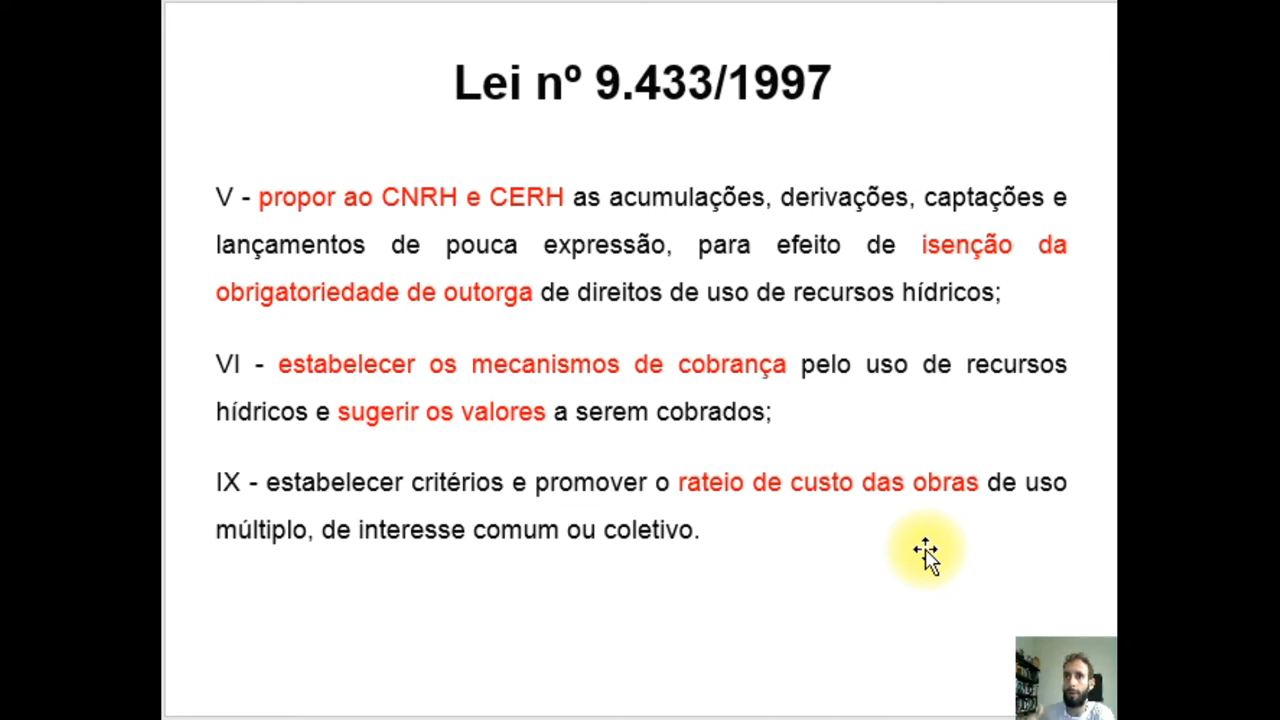 Lei nº 9.433/1997
V - propor ao CNRH e CERH as acumulações, derivações, captações e
lançamentos de pouca expressão, para efeito de isenção da
obrigatoriedade de outorga de direitos de uso de recursos hídricos;
VI - estabelecer os mecanismos de cobrança pelo uso de recursos
hídricos e sugerir os valores a serem cobrados;
IX - estabelecer critérios e promover o rateio de custo das obras de uso
múltiplo, de interesse comum ou coletivo.